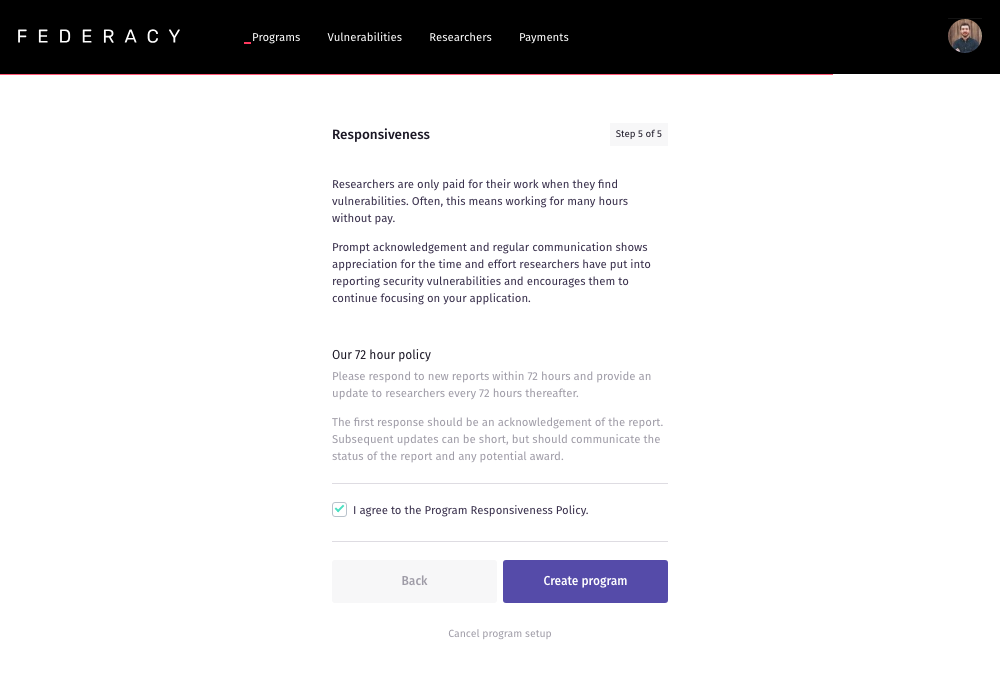 FEDERACY
_Programs Vulnerabilities Researchers Payments
Responsiveness
Step 5 of 5
Researchers are only paid for their work when they find
vulnerabilities. Often, this means working for many hours
without pay.
Prompt acknowledgement and regular communication shows
appreciation for the time and effort researchers have put into
reporting security vulnerabilities and encourages them to
continue focusing on your application.
Our 72 hour policy
Please respond to new reports within 72 hours and provide an
update to researchers every 72 hours thereafter.
The first response should be an acknowledgement of the report.
Subsequent updates can be short, but should communicate the
status of the report and any potential award.
I agree to the Program Responsiveness Policy.
Back
Create program
Cancel program setup